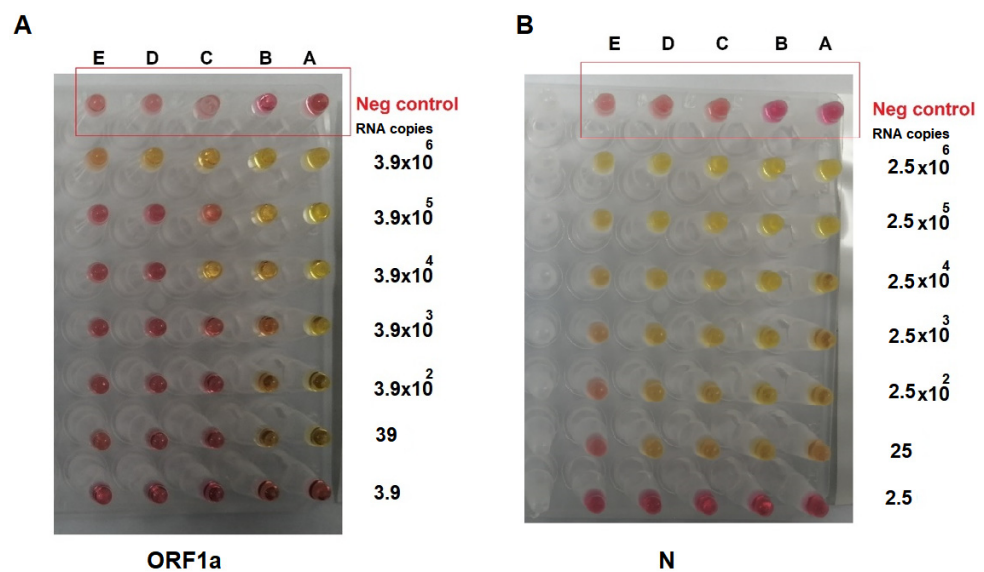 A
E D C B A
Neg control
RNA copies
3.9x10^6
3.9x10^5
3.9x10^4
3.9x10^3
3.9x10^2
39
3.9
ORF1a
B
E D C B A
Neg control
RNA copies
2.5x10^6
2.5x10^5
2.5x10^4
2.5x10^3
2.5x10^2
25
2.5
N